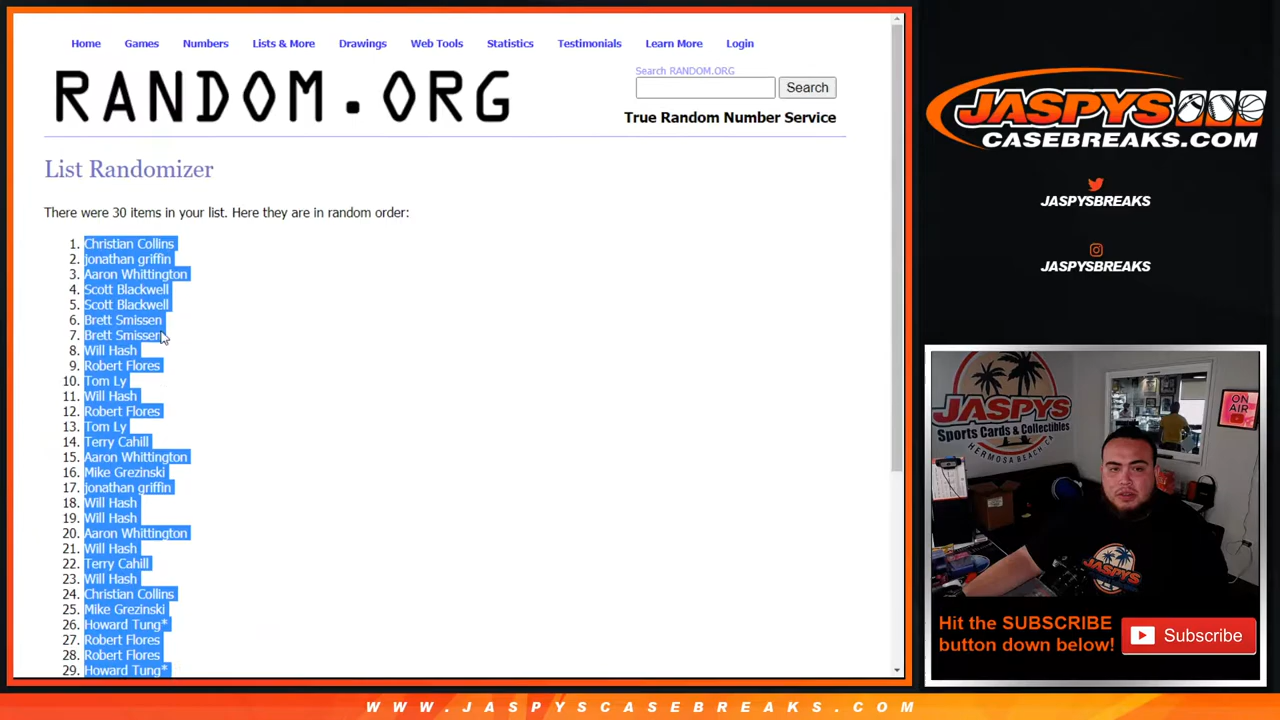 Home Games Numbers Lists & More Drawings Web Tools Statistics Testimonials Learn More Login
RANDOM.ORG
Search RANDOM.ORG
Search
True Random Number Service
List Randomizer
There were 30 items in your list. Here they are in random order:
1. Christian Collins
2. jonathan griffin
3. Aaron Whittington
4. Scott Blackwell
5. Scott Blackwell
6. Brett Smissen
7. Brett Smissen
8. Will Hash
9. Robert Flores
10. Tom Ly
11. Will Hash
12. Robert Flores
13. Tom Ly
14. Terry Cahill
15. Aaron Whittington
16. Mike Grezinski
17. jonathan griffin
18. Will Hash
19. Will Hash
20. Aaron Whittington
21. Will Hash
22. Terry Cahill
23. Will Hash
24. Christian Collins
25. Mike Grezinski
26. Howard Tung*
27. Robert Flores
28. Robert Flores
29. Howard Tung*
JASPYS
CASEBREAKS.COM
JASPYSBREAKS
JASPYSBREAKS
JASPYS
Sports Cards & Collectibles
HERMOSA BEACH, CA
ON AIR
JASPYS
Hit the SUBSCRIBE
button down below!
Subscribe
WWW.JASPYSCASEBREAKS.COM